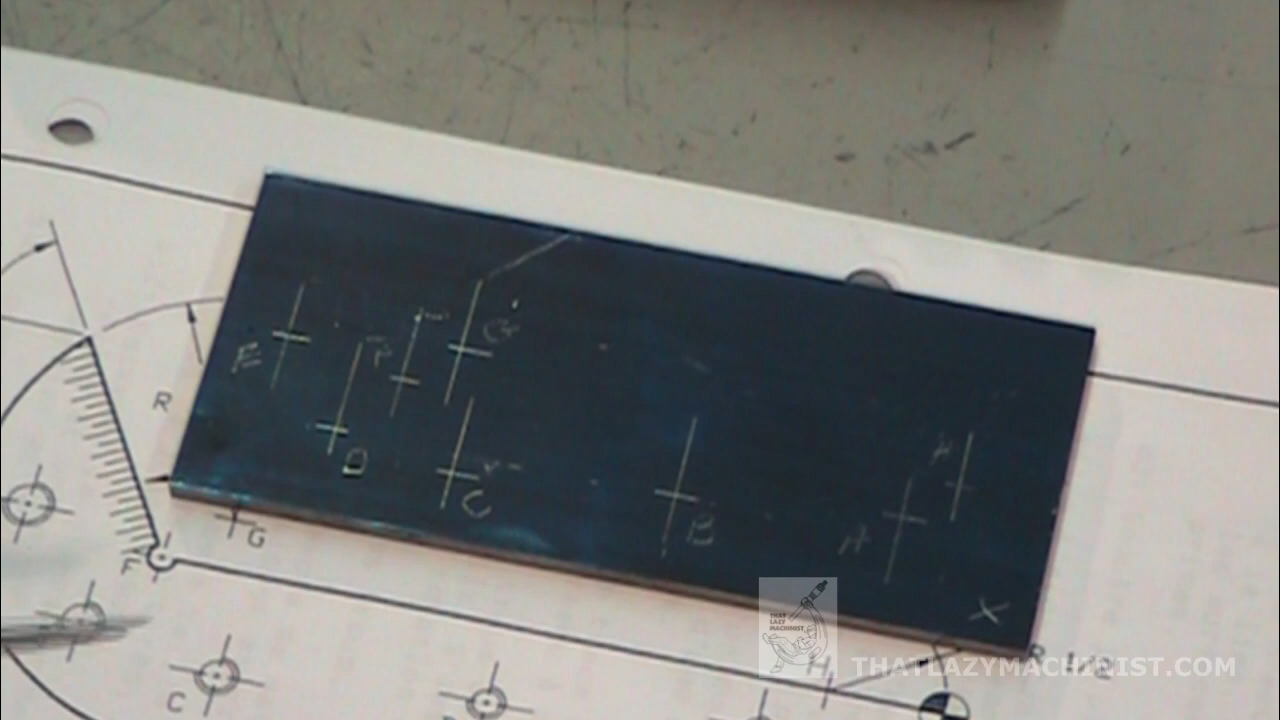 E
F
G
D
C
B
H
A
X
R
G
F
C
H
THAT
LAZY
MACHINIST
THATLAZYMACHINIST.COM